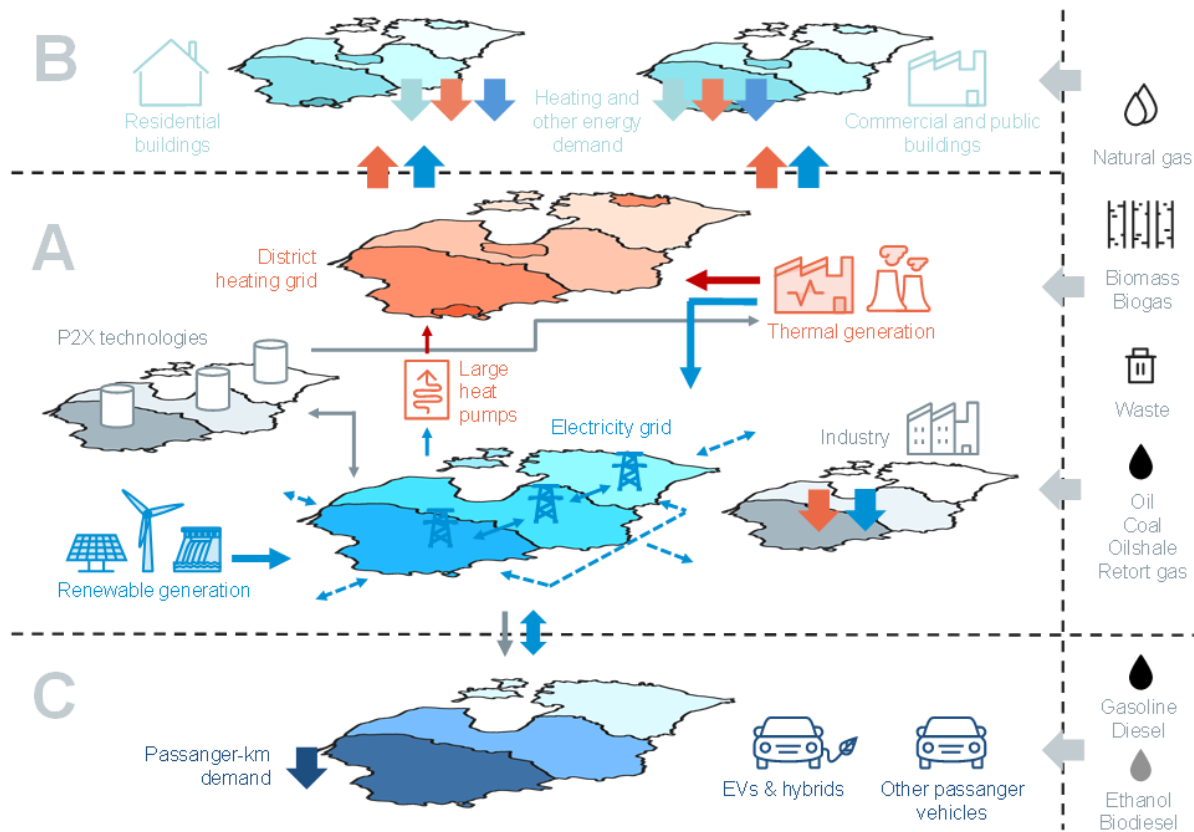 B
Residential
buildings
Heating and
other energy
demand
Commercial and public
buildings
Natural gas
A
District
heating grid
Thermal generation
Biomass
Biogas
P2X technologies
Large
heat
pumps
Waste
Electricity grid
Industry
Oil
Coal
Oilshale
Retort gas
Renewable generation
C
Passanger-km
demand
EVs & hybrids
Other passanger
vehicles
Gasoline
Diesel
Ethanol
Biodiesel